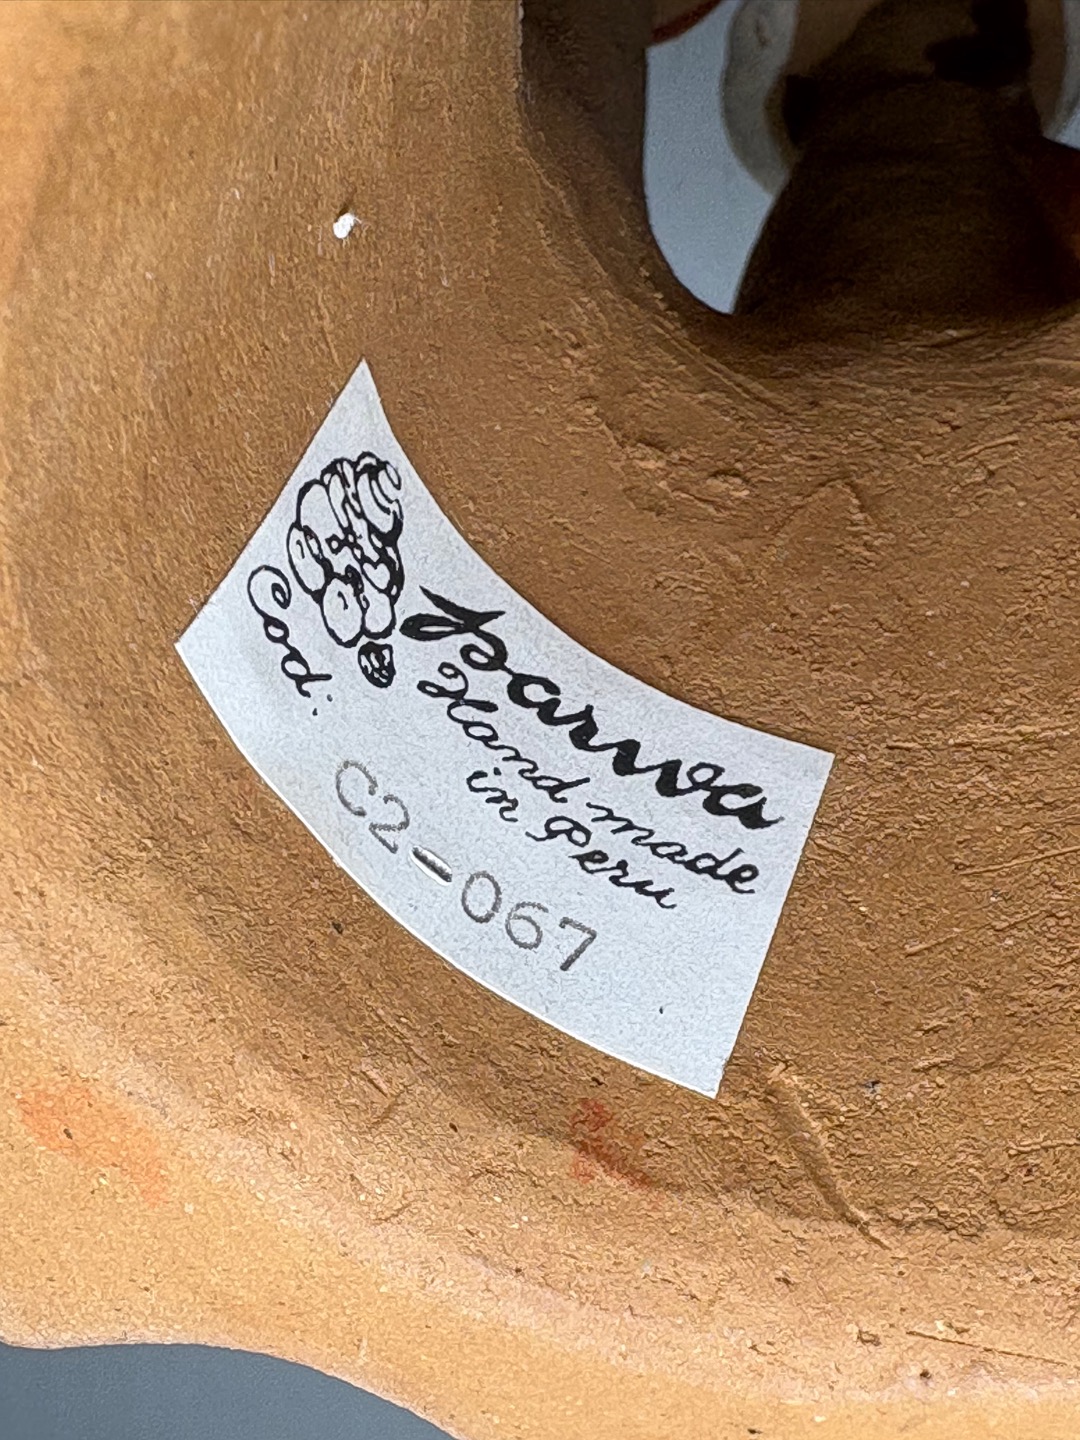 Parwa
Hand made
in Peru
Cod:
C2-067